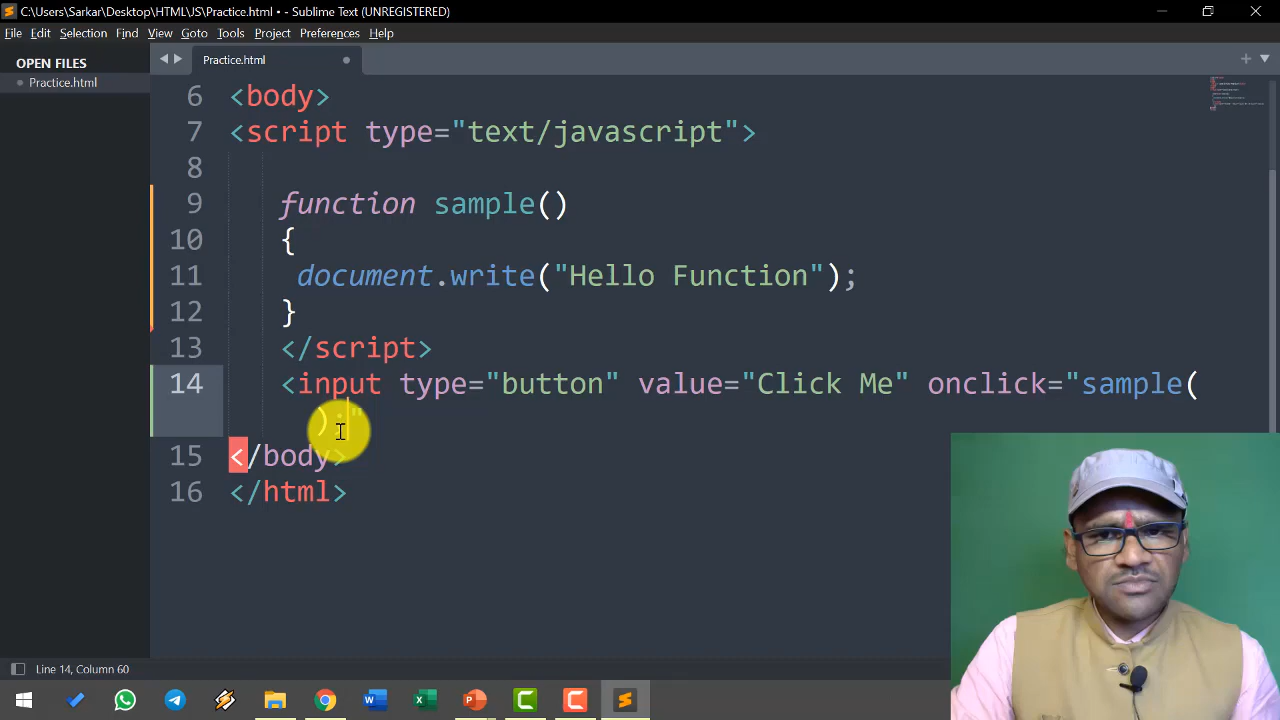 C:\Users\Sarkar\Desktop\HTML\JS\Practice.html • - Sublime Text (UNREGISTERED)
File Edit Selection Find View Goto Tools Project Preferences Help
OPEN FILES
Practice.html
Practice.html
6 <body>
7 <script type="text/javascript">
8
9 function sample()
10 {
11 document.write("Hello Function");
12 }
13 </script>
14 <input type="button" value="Click Me" onclick="sample(
);"
15 </body>
16 </html>
Line 14, Column 60